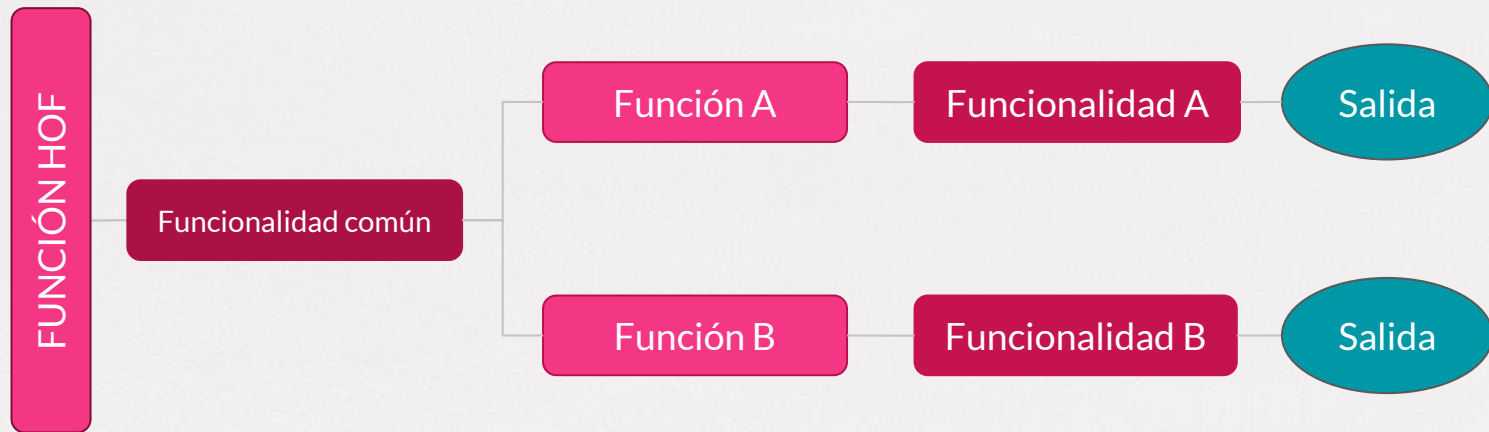 FUNCIÓN HOF
Funcionalidad común
Función A
Funcionalidad A
Salida
Función B
Funcionalidad B
Salida